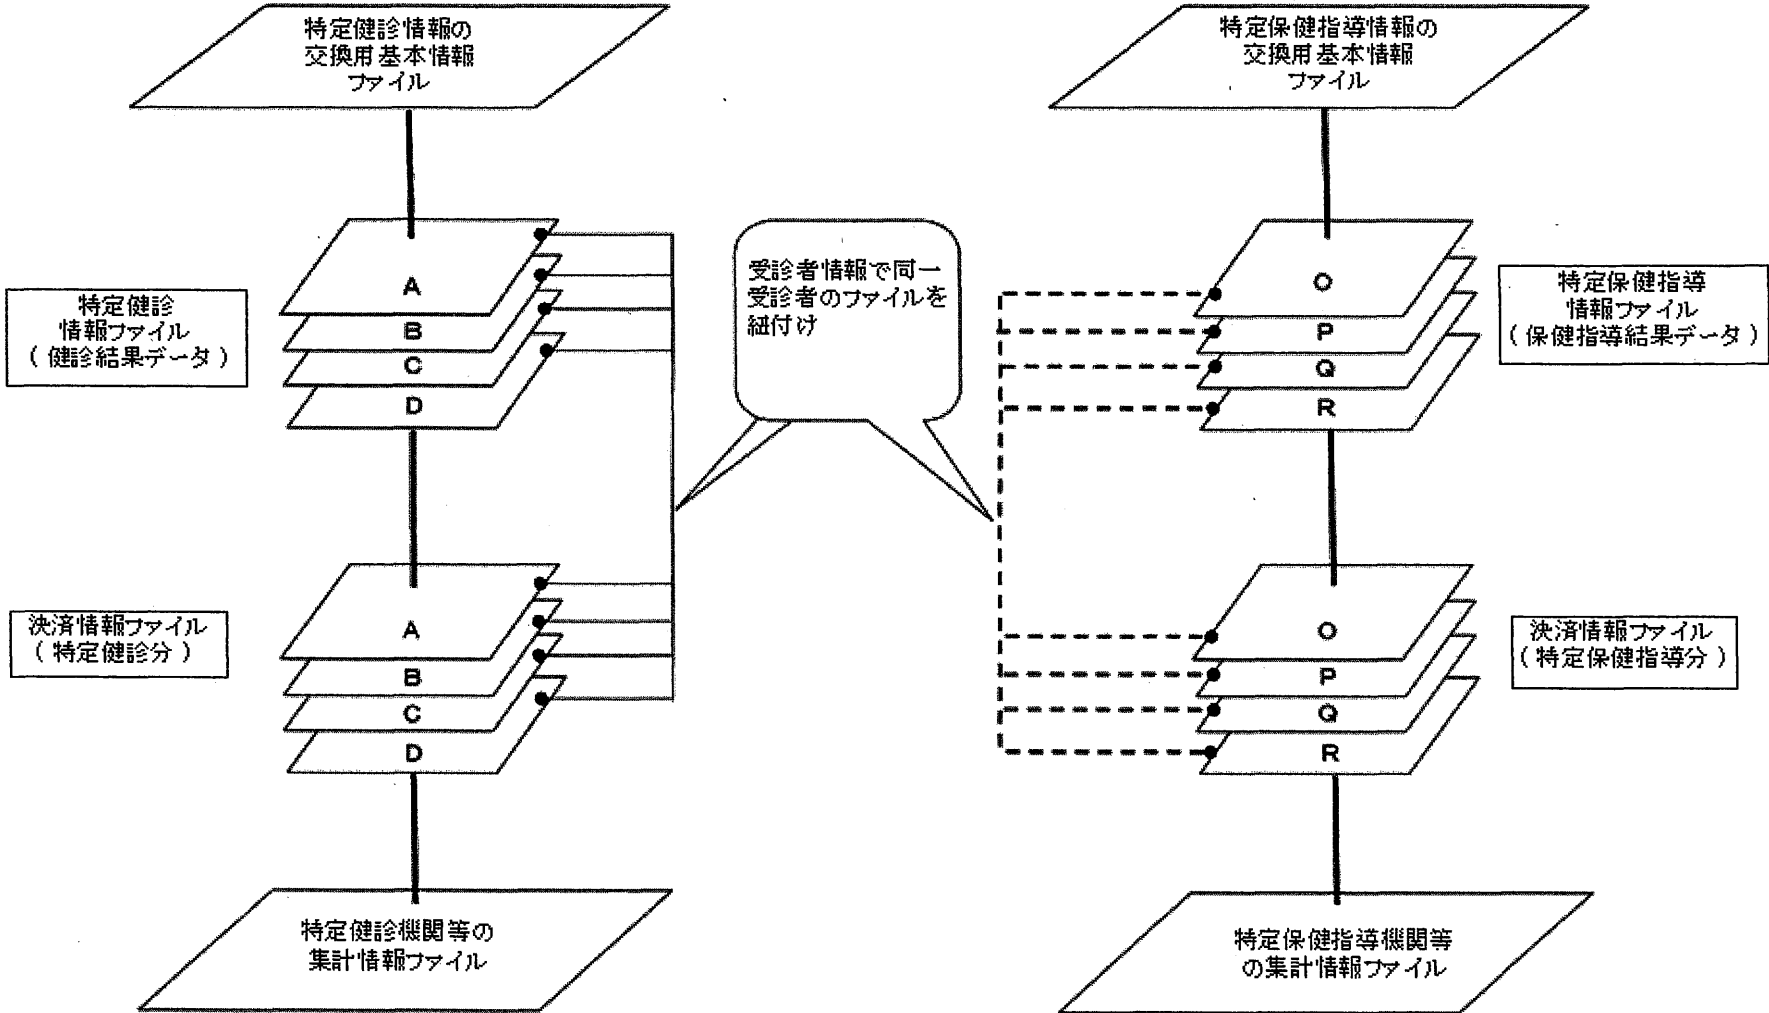 特定健診情報の
交換用基本情報
ファイル
特定健診
情報ファイル
（健診結果データ）
A
B
C
D
決済情報ファイル
（特定健診分）
A
B
C
D
特定健診機関等の
集計情報ファイル
受診者情報で同一
受診者のファイルを
紐付け
特定保健指導情報の
交換用基本情報
ファイル
O
P
Q
R
特定保健指導
情報ファイル
（保健指導結果データ）
O
P
Q
R
決済情報ファイル
（特定保健指導分）
特定保健指導機関等
の集計情報ファイル